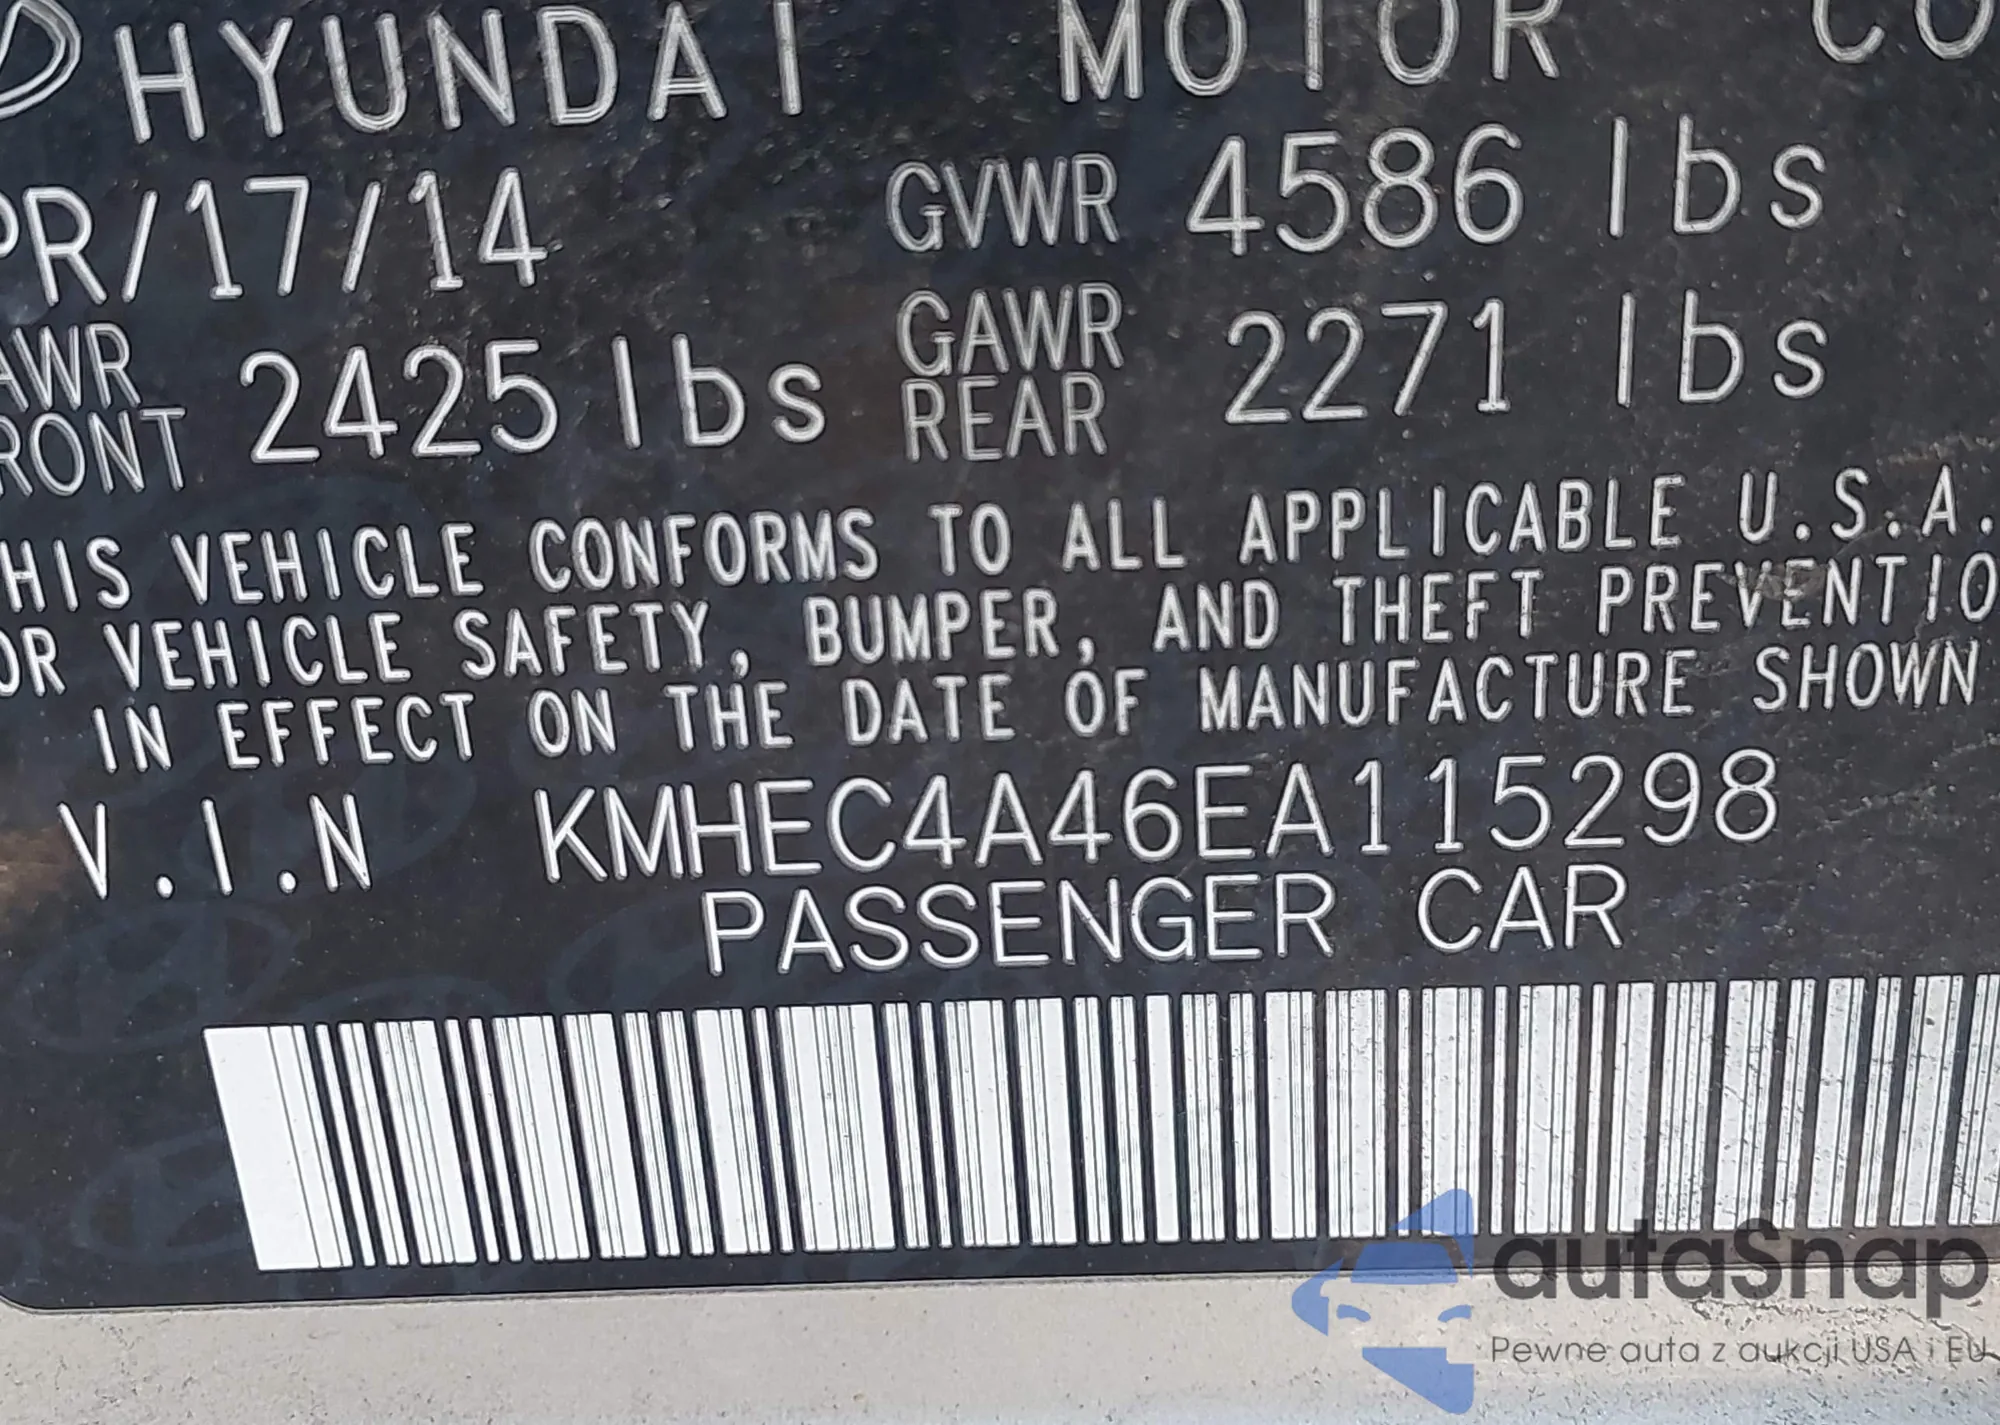 HYUNDAI MOTOR CO
PR/17/14 GVWR 4586 lbs
AWR FRONT 2425 lbs GAWR REAR 2271 lbs
HIS VEHICLE CONFORMS TO ALL APPLICABLE U.S.A.
OR VEHICLE SAFETY, BUMPER, AND THEFT PREVENTIO
IN EFFECT ON THE DATE OF MANUFACTURE SHOWN
V.I.N KMHEC4A46EA115298
PASSENGER CAR
autaSnap
Pewne auta z aukcji USA i EU